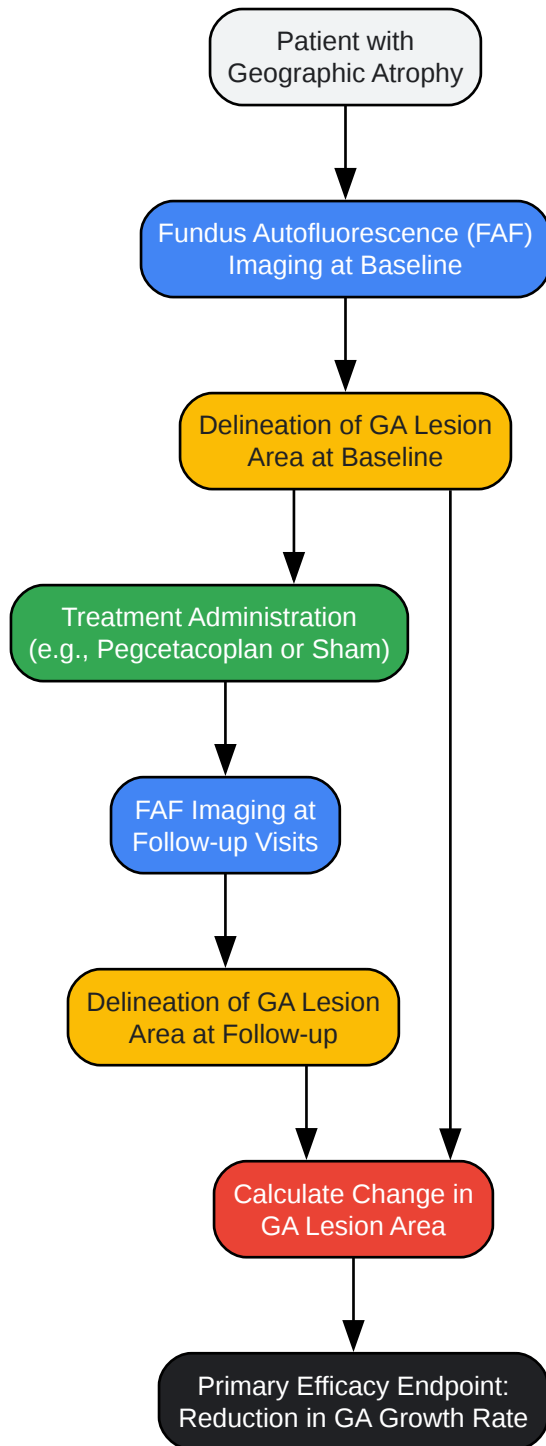 Patient with
Geographic Atrophy
Fundus Autofluorescence (FAF)
Imaging at Baseline
Delineation of GA Lesion
Area at Baseline
Treatment Administration
(e.g., Pegcetacoplan or Sham)
FAF Imaging at
Follow-up Visits
Delineation of GA Lesion
Area at Follow-up
Calculate Change in
GA Lesion Area
Primary Efficacy Endpoint:
Reduction in GA Growth Rate